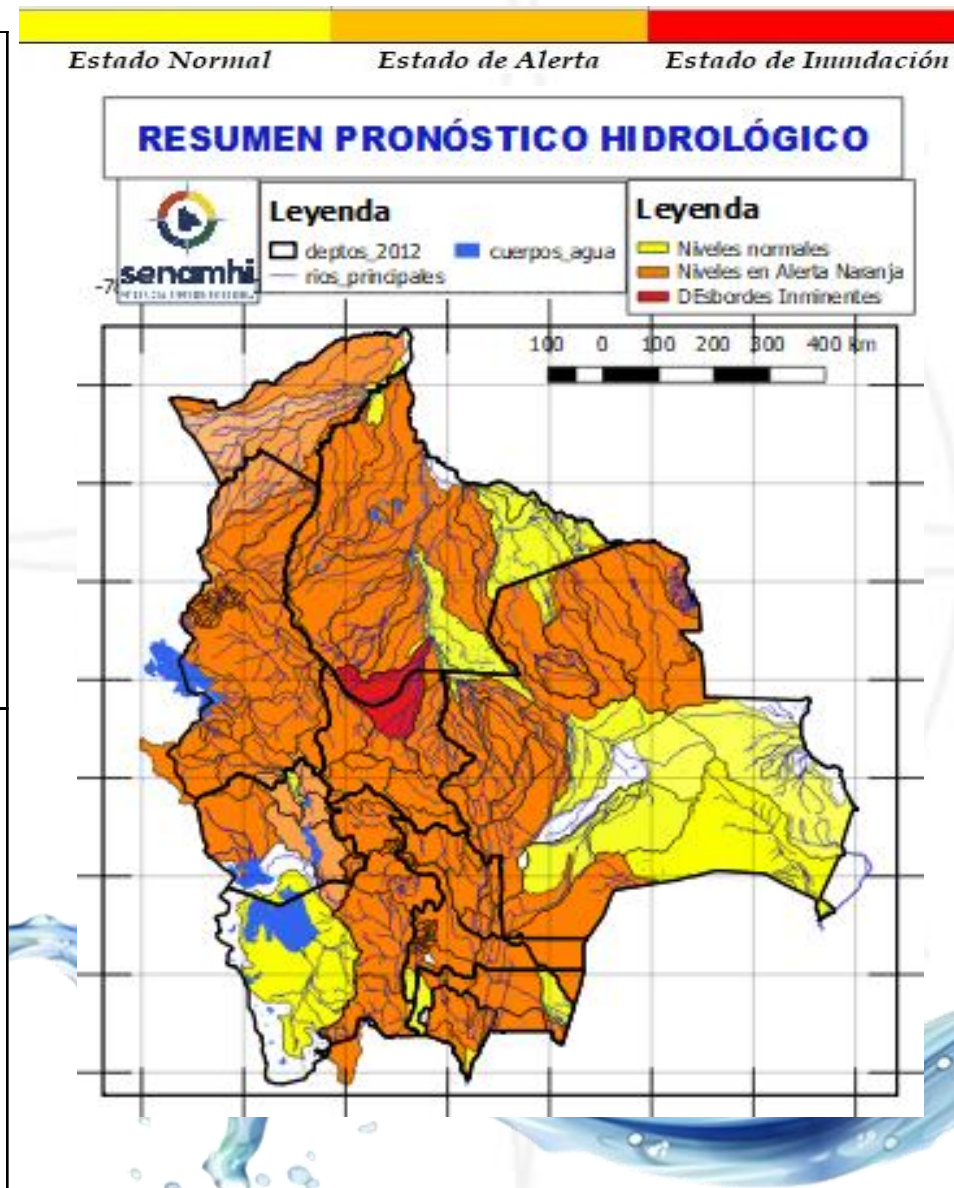 Estado Normal Estado de Alerta Estado de Inundación
RESUMEN PRONÓSTICO HIDROLÓGICO
senamhi
Leyenda
deptos_2012 cuerpos_agua
rios_principales
Leyenda
Niveles normales
Niveles en Alerta Naranja
DEsbordes Inminentes
100 0 100 200 300 400 km